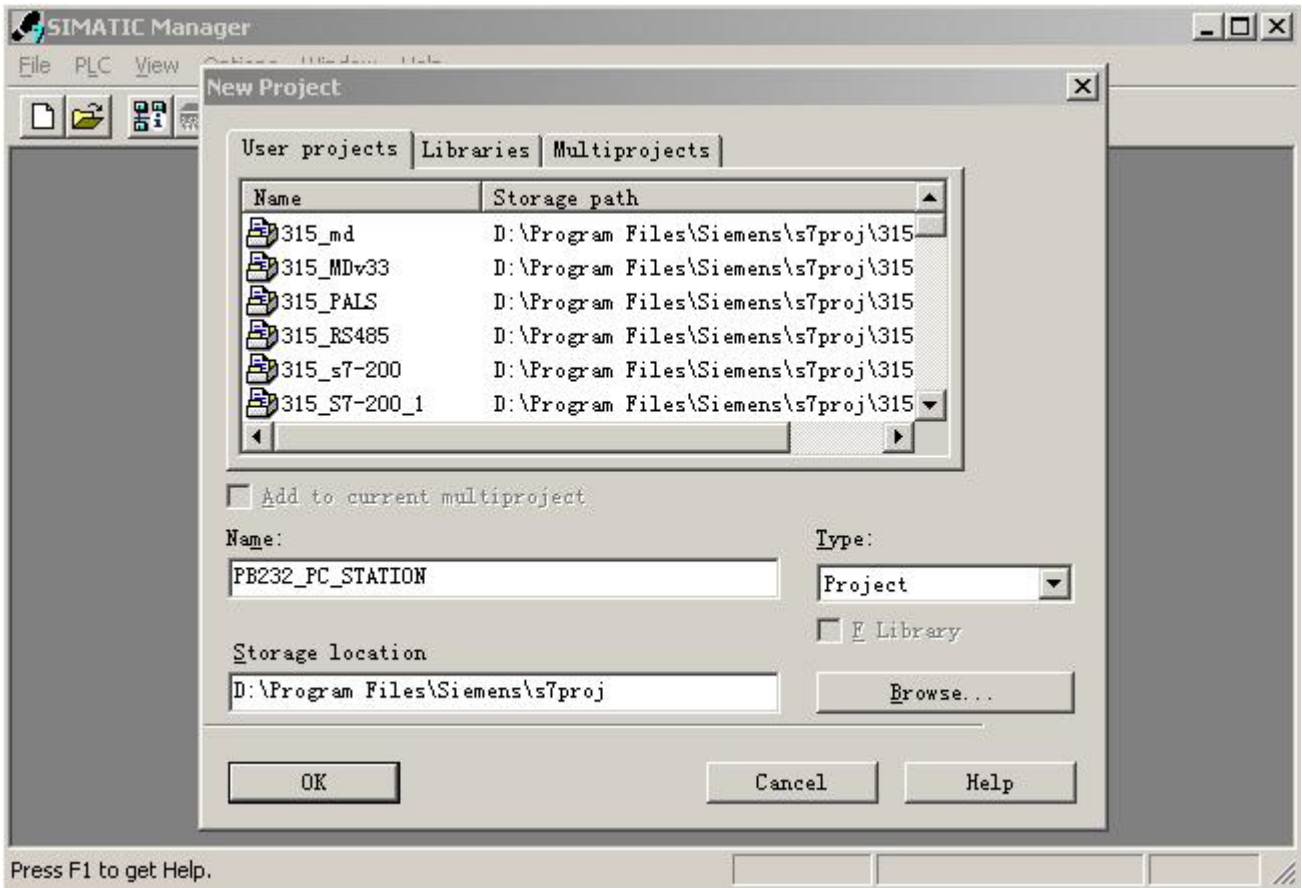 SIMATIC Manager
File PLC View Options Window Help
New Project
User projects Libraries Multiprojects
Name Storage path
315_md D:\Program Files\Siemens\s7proj\315
315_MDv33 D:\Program Files\Siemens\s7proj\315
315_PALS D:\Program Files\Siemens\s7proj\315
315_RS485 D:\Program Files\Siemens\s7proj\315
315_s7-200 D:\Program Files\Siemens\s7proj\315
315_S7-200_1 D:\Program Files\Siemens\s7proj\315
Add to current multiproject
Name: Type:
PB232_PC_STATION Project
F Library
Storage location
D:\Program Files\Siemens\s7proj Browse...
OK Cancel Help
Press F1 to get Help.